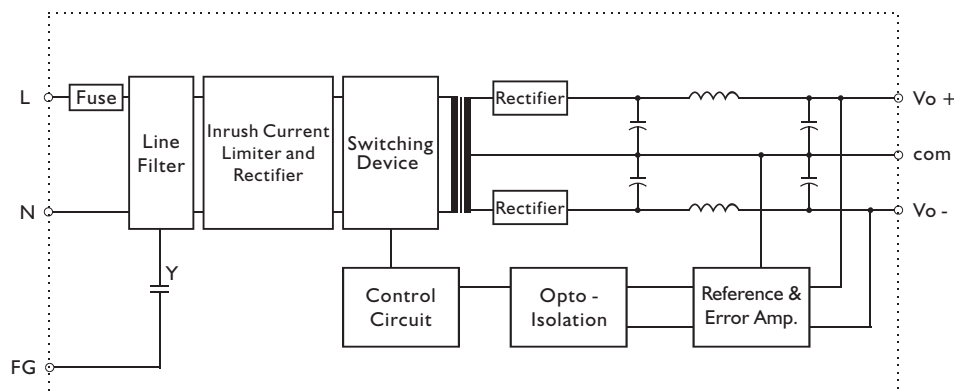 L
Fuse
Line
Filter
Inrush Current
Limiter and
Rectifier
Switching
Device
Rectifier
Vo +
com
N
Rectifier
Vo -
Y
Control
Circuit
Opto -
Isolation
Reference &
Error Amp.
FG